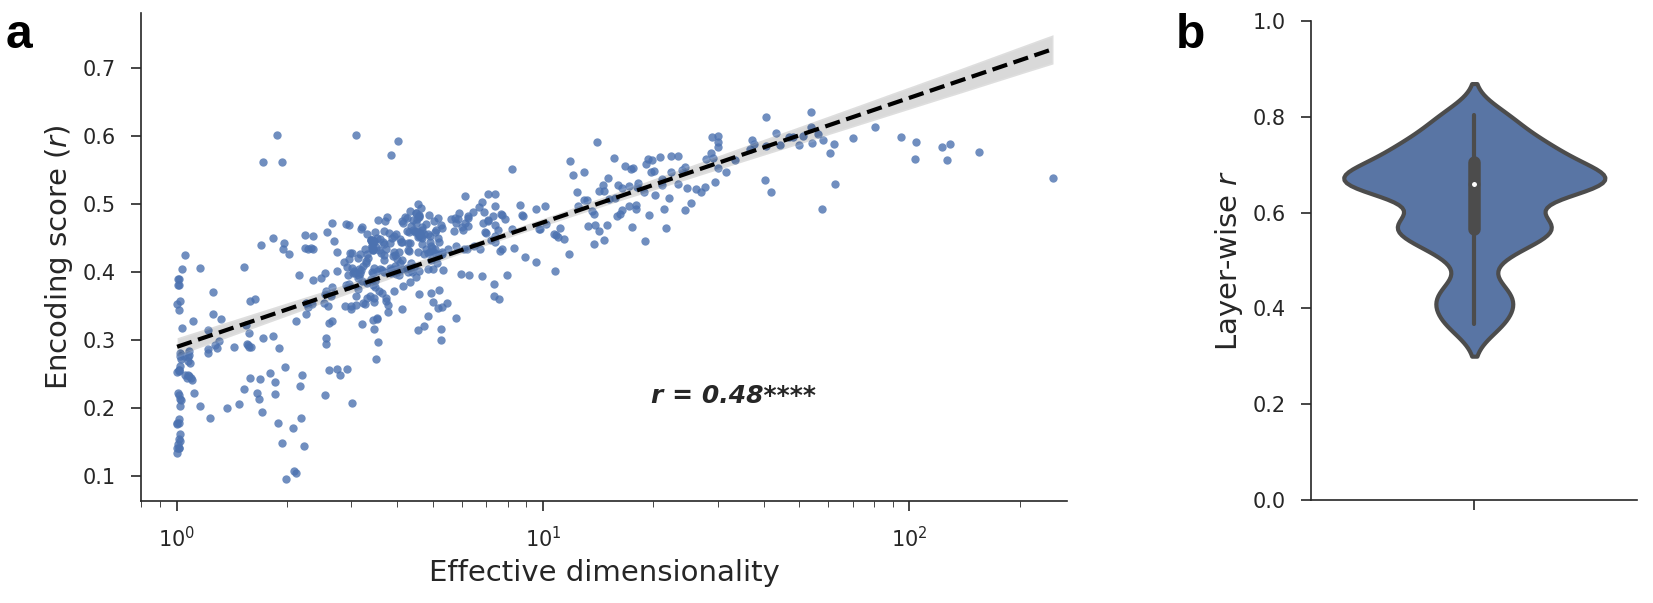 a
Encoding score (r)
0.7
0.6
0.5
0.4
0.3
0.2
0.1
r = 0.48****
10⁰
10¹
10²
Effective dimensionality
b
Layer-wise r
1.0
0.8
0.6
0.4
0.2
0.0